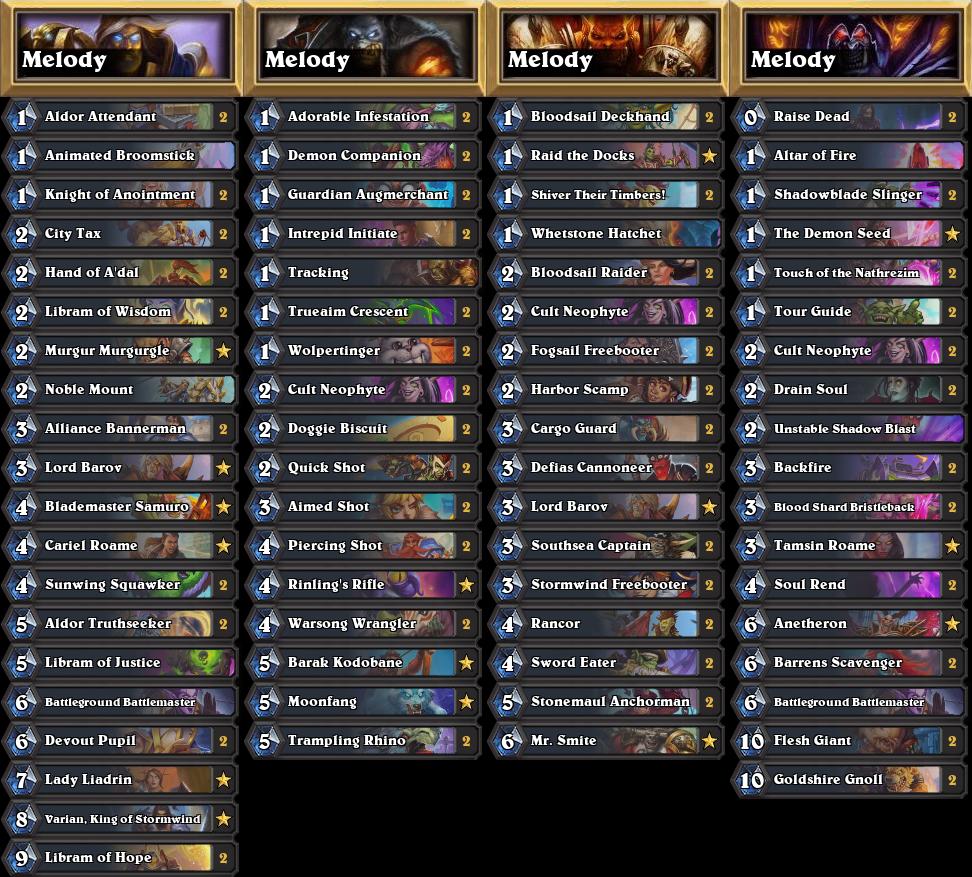 Melody
1 Aldor Attendant 2
1 Animated Broomstick
1 Knight of Anointment 2
2 City Tax 2
2 Hand of A'dal 2
2 Libram of Wisdom 2
2 Murgur Murgurgle
2 Noble Mount
3 Alliance Bannerman 2
3 Lord Barov
4 Blademaster Samuro
4 Cariel Roame
4 Sunwing Squawker 2
5 Aldor Truthseeker 2
5 Libram of Justice
6 Battleground Battlemaster
6 Devout Pupil 2
7 Lady Liadrin
8 Varian, King of Stormwind
9 Libram of Hope 2
Melody
1 Adorable Infestation 2
1 Demon Companion 2
1 Guardian Augmerchant 2
1 Intrepid Initiate 2
1 Tracking
1 Trueaim Crescent 2
1 Wolpertinger 2
2 Cult Neophyte 2
2 Doggie Biscuit 2
2 Quick Shot 2
3 Aimed Shot 2
4 Piercing Shot 2
4 Rinling's Rifle
4 Warsong Wrangler 2
5 Barak Kodobane
5 Moonfang
5 Trampling Rhino 2
Melody
1 Bloodsail Deckhand 2
1 Raid the Docks
1 Shiver Their Timbers! 2
1 Whetstone Hatchet
2 Bloodsail Raider 2
2 Cult Neophyte 2
2 Fogsail Freebooter 2
2 Harbor Scamp 2
3 Cargo Guard 2
3 Defias Cannoneer 2
3 Lord Barov
3 Southsea Captain 2
3 Stormwind Freebooter 2
4 Rancor 2
4 Sword Eater 2
5 Stonemaul Anchorman 2
6 Mr. Smite
Melody
0 Raise Dead 2
1 Altar of Fire
1 Shadowblade Slinger 2
1 The Demon Seed
1 Touch of the Nathrezim 2
1 Tour Guide 2
2 Cult Neophyte 2
2 Drain Soul 2
2 Unstable Shadow Blast
3 Backfire 2
3 Blood Shard Bristleback 2
3 Tamsin Roame
4 Soul Rend 2
6 Anetheron
6 Barrens Scavenger 2
6 Battleground Battlemaster
10 Flesh Giant 2
10 Goldshire Gnoll 2